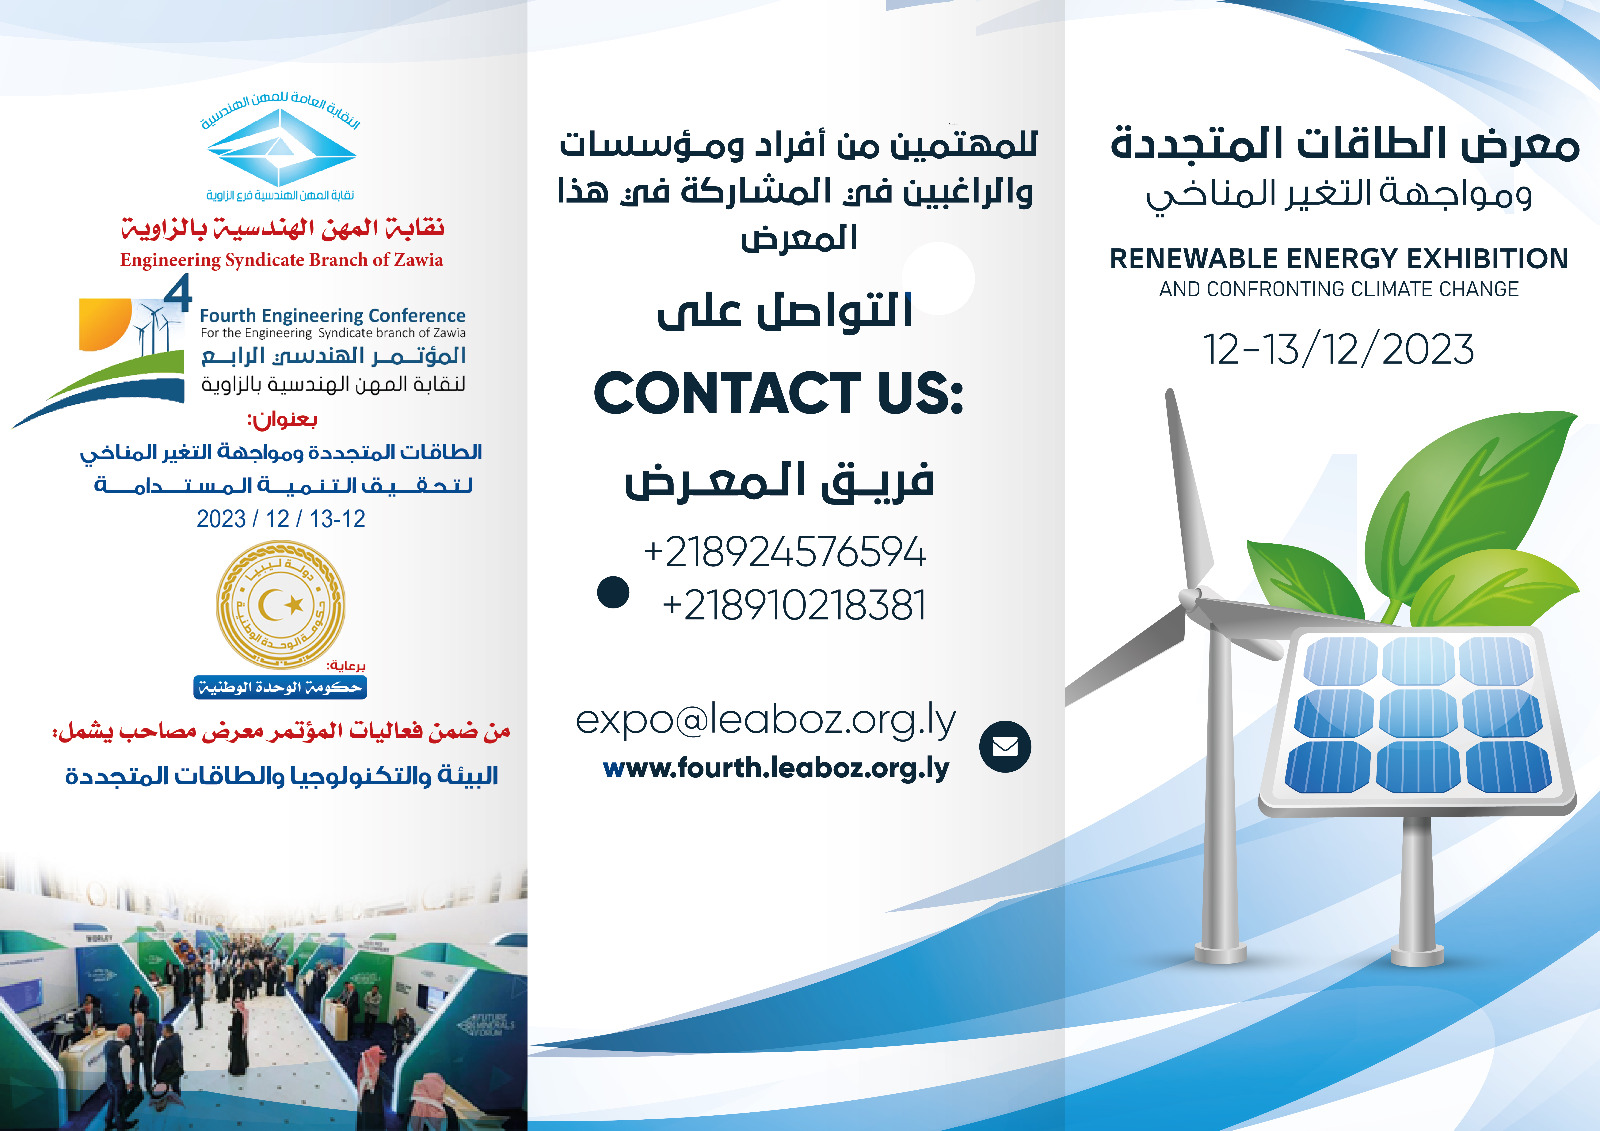 معرض الطاقات المتجددة
ومواجهة التغير المناخي
RENEWABLE ENERGY EXHIBITION
AND CONFRONTING CLIMATE CHANGE
12-13/12/2023
للمهتمين من أفراد ومؤسسات
والراغبين في المشاركة في هذا
المعرض
التواصل على
CONTACT US:
فريق المعرض
+218924576594
+218910218381
expo@leaboz.org.ly
www.fourth.leaboz.org.ly
النقابة العامة للمهن الهندسية
نقابة المهن الهندسية فرع الزاوية
نقابة المهن الهندسية بالزاوية
Engineering Syndicate Branch of Zawia
4
Fourth Engineering Conference
For the Engineering Syndicate branch of Zawia
المؤتمر الهندسي الرابع
لنقابة المهن الهندسية بالزاوية
بعنوان:
الطاقات المتجددة ومواجهة التغير المناخي
لتحقيق التنمية المستدامة
2023 / 12 / 13-12
دولة ليبيا
حكومة الوحدة الوطنية
برعاية:
حكومة الوحدة الوطنية
من ضمن فعاليات المؤتمر معرض مصاحب يشمل:
البيئة والتكنولوجيا والطاقات المتجددة
WORLEY
FUTURE
MINERALS
FORUM